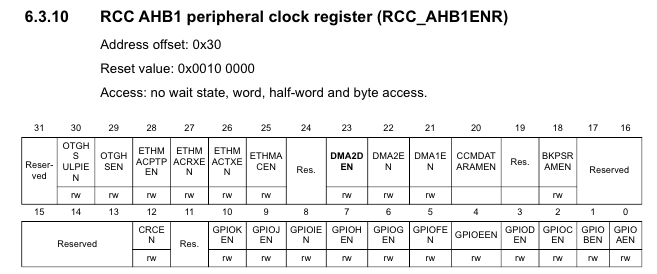 6.3.10 RCC AHB1 peripheral clock register (RCC_AHB1ENR)
Address offset: 0x30
Reset value: 0x0010 0000
Access: no wait state, word, half-word and byte access.
31 30 29 28 27 26 25 24 23 22 21 20 19 18 17 16
Reser-
ved
OTGH
S
ULPIE
N
OTGH
SEN
ETHM
ACPTP
EN
ETHM
ACRXE
N
ETHM
ACTXE
N
ETHMA
CEN
Res.
DMA2D
EN
DMA2E
N
DMA1E
N
CCMDAT
ARAMEN
Res.
BKPSR
AMEN
Reserved
rw rw rw rw rw rw rw rw rw rw
15 14 13 12 11 10 9 8 7 6 5 4 3 2 1 0
Reserved
CRCE
N
Res.
GPIOK
EN
GPIOJ
EN
GPIOIE
N
GPIOH
EN
GPIOG
EN
GPIOFE
N
GPIOEEN
GPIOD
EN
GPIOC
EN
GPIO
BEN
GPIO
AEN
rw rw rw rw rw rw rw rw rw rw rw rw